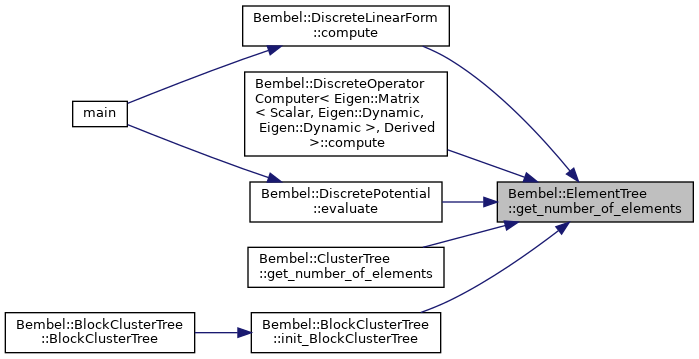 Bembel::DiscreteLinearForm
::compute
Bembel::DiscreteOperator
Computer< Eigen::Matrix
< Scalar, Eigen::Dynamic,
Eigen::Dynamic >, Derived
>::compute
main
Bembel::DiscretePotential
::evaluate
Bembel::ElementTree
::get_number_of_elements
Bembel::ClusterTree
::get_number_of_elements
Bembel::BlockClusterTree
::BlockClusterTree
Bembel::BlockClusterTree
::init_BlockClusterTree